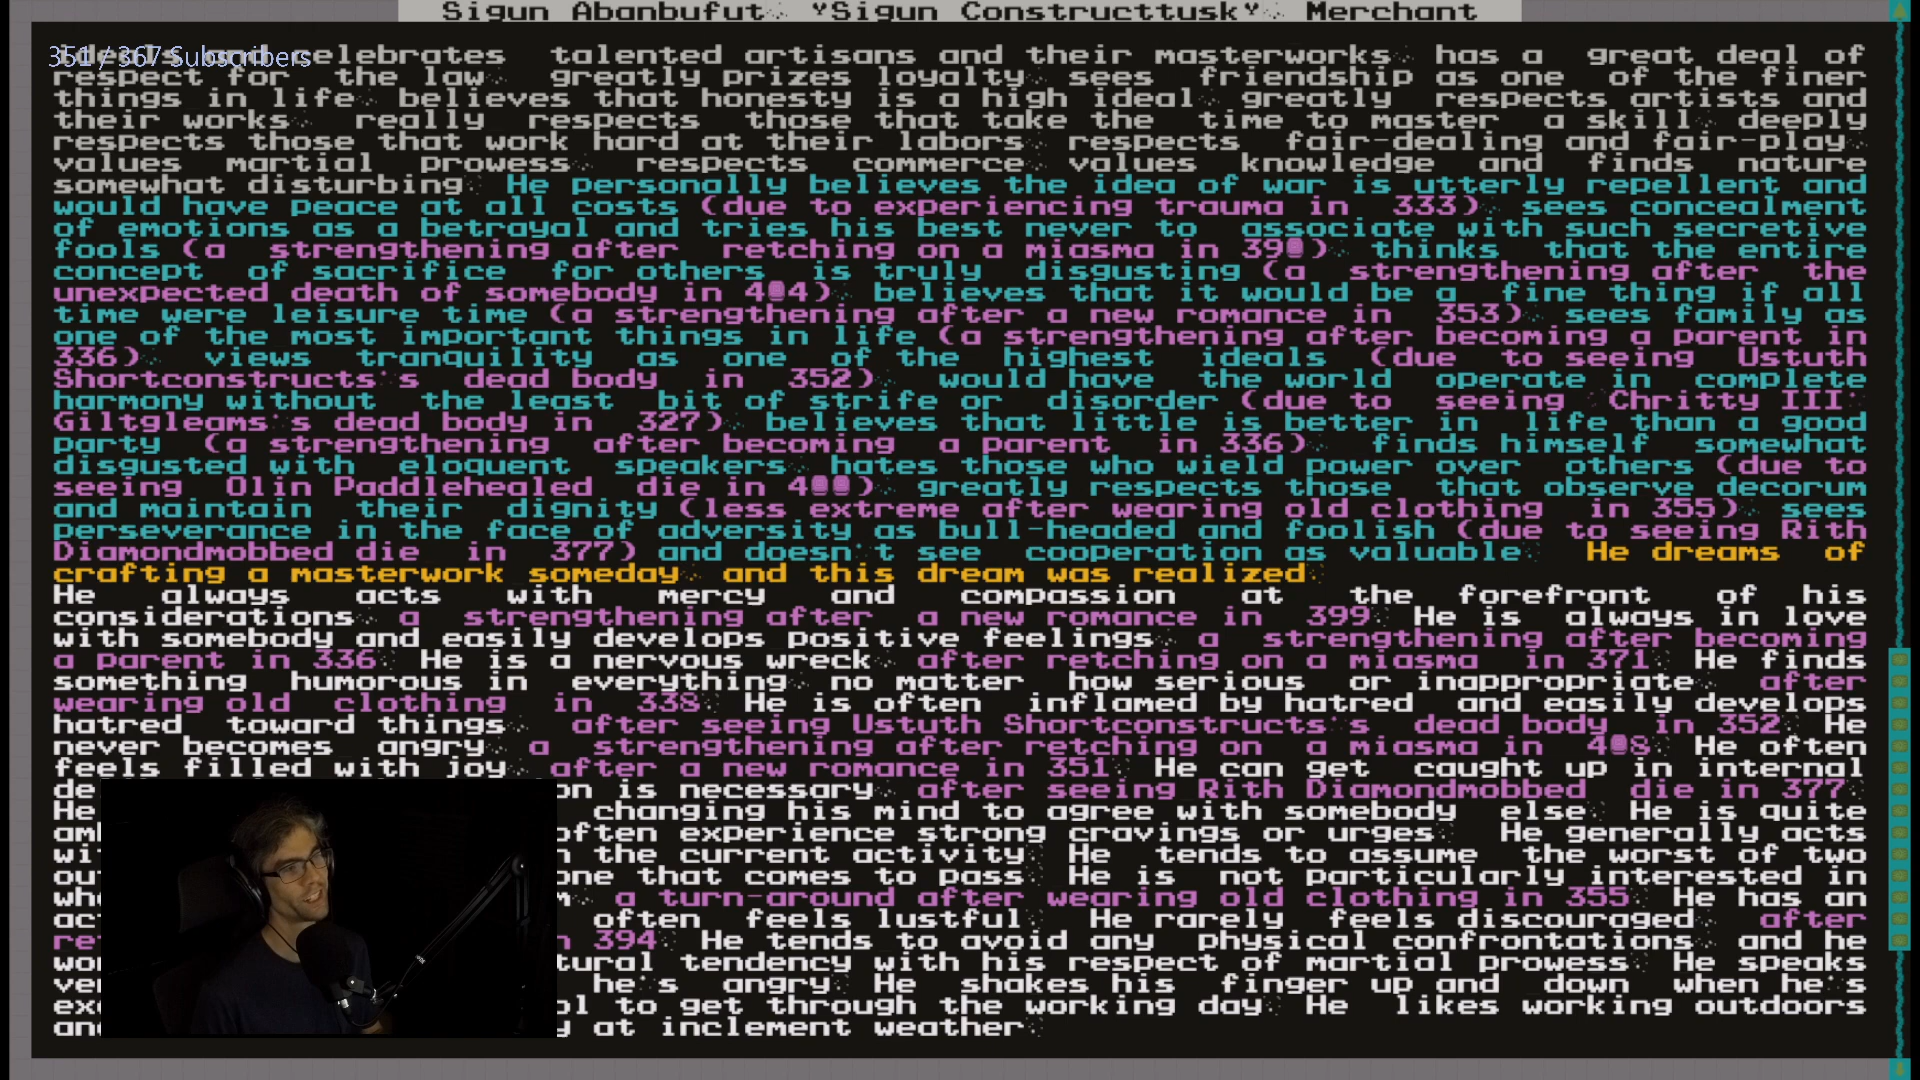 Sigun Abanbufut, "Sigun Constructtusk", Merchant
351 / 367 Subscribers
celebrates talented artisans and their masterworks, has a great deal of
respect for the law, greatly prizes loyalty, sees friendship as one of the finer
things in life, believes that honesty is a high ideal, greatly respects artists and
their works, really respects those that take the time to master a skill, deeply
respects those that work hard at their labors, respects fair-dealing and fair-play,
values martial prowess, respects commerce, values knowledge and finds nature
somewhat disturbing. He personally believes the idea of war is utterly repellent and
would have peace at all costs (due to experiencing trauma in 333), sees concealment
of emotions as a betrayal and tries his best never to associate with such secretive
fools (a strengthening after retching on a miasma in 390), thinks that the entire
concept of sacrifice for others is truly disgusting (a strengthening after the
unexpected death of somebody in 404), believes that it would be a fine thing if all
time were leisure time (a strengthening after a new romance in 353), sees family as
one of the most important things in life (a strengthening after becoming a parent in
336), views tranquility as one of the highest ideals (due to seeing Ustuth
Shortconstructs's dead body in 352), would have the world operate in complete
harmony without the least bit of strife or disorder (due to seeing 'Chritty III'
Giltgleams's dead body in 327), believes that little is better in life than a good
party (a strengthening after becoming a parent in 336), finds himself somewhat
disgusted with eloquent speakers, hates those who wield power over others (due to
seeing Olin Paddlehealed die in 400), greatly respects those that observe decorum
and maintain their dignity (less extreme after wearing old clothing in 355), sees
perseverance in the face of adversity as bull-headed and foolish (due to seeing Rith
Diamondmobbed die in 377) and doesn't see cooperation as valuable. He dreams of
crafting a masterwork someday, and this dream was realized.
He always acts with mercy and compassion at the forefront of his
considerations, a strengthening after a new romance in 399. He is always in love
with somebody and easily develops positive feelings, a strengthening after becoming
a parent in 336. He is a nervous wreck, after retching on a miasma in 371. He finds
something humorous in everything, no matter how serious or inappropriate, after
wearing old clothing in 338. He is often inflamed by hatred and easily develops
hatred toward things, after seeing Ustuth Shortconstructs's dead body in 352. He
never becomes angry, a strengthening after retching on a miasma in 408. He often
feels filled with joy, after a new romance in 351. He can get caught up in internal
on is necessary, after seeing Rith Diamondmobbed die in 377.
He changing his mind to agree with somebody else. He is quite
often experience strong cravings or urges. He generally acts
the current activity. He tends to assume the worst of two
one that comes to pass. He is not particularly interested in
a turn-around after wearing old clothing in 355. He has an
often feels lustful. He rarely feels discouraged, after
394. He tends to avoid any physical confrontations, and he
tural tendency with his respect of martial prowess. He speaks
he's angry. He shakes his finger up and down when he's
to get through the working day. He likes working outdoors
at inclement weather.